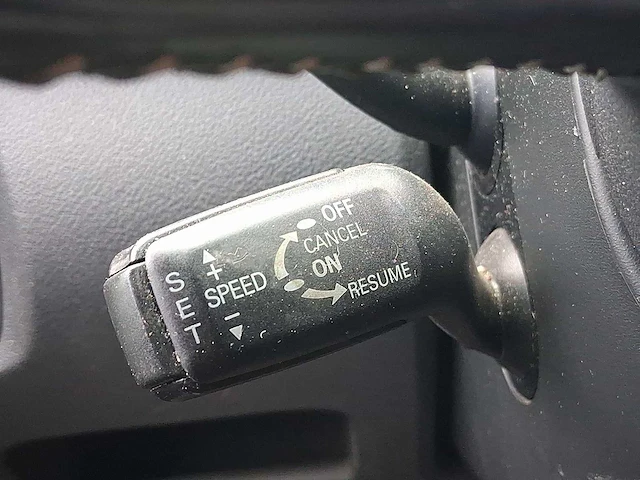 OFF
CANCEL
ON
RESUME
SET
+
SPEED
-